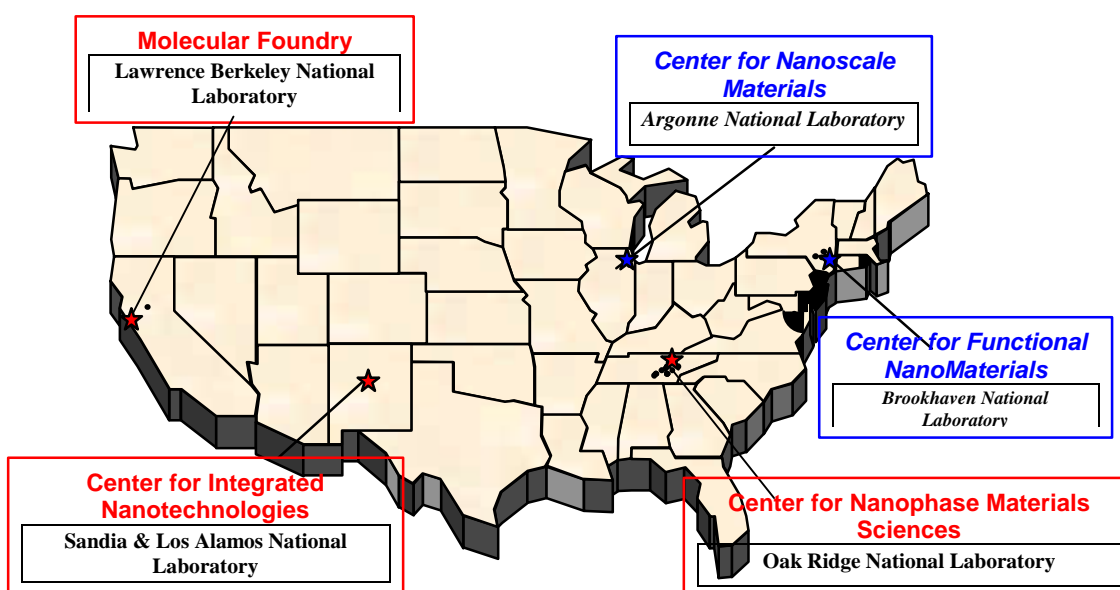 Molecular Foundry
Lawrence Berkeley National
Laboratory
Center for Nanoscale
Materials
Argonne National Laboratory
Center for Functional
NanoMaterials
Brookhaven National
Laboratory
Center for Integrated
Nanotechnologies
Sandia & Los Alamos National
Laboratory
Center for Nanophase Materials
Sciences
Oak Ridge National Laboratory